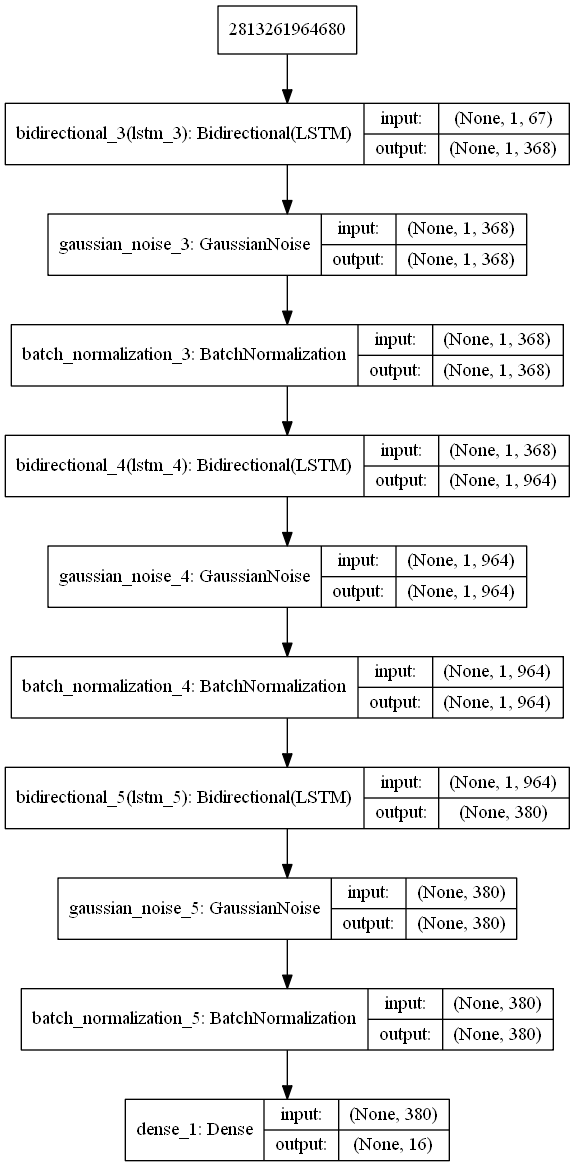 2813261964680
bidirectional_3(lstm_3): Bidirectional(LSTM)
input: (None, 1, 67)
output: (None, 1, 368)
gaussian_noise_3: GaussianNoise
input: (None, 1, 368)
output: (None, 1, 368)
batch_normalization_3: BatchNormalization
input: (None, 1, 368)
output: (None, 1, 368)
bidirectional_4(lstm_4): Bidirectional(LSTM)
input: (None, 1, 368)
output: (None, 1, 964)
gaussian_noise_4: GaussianNoise
input: (None, 1, 964)
output: (None, 1, 964)
batch_normalization_4: BatchNormalization
input: (None, 1, 964)
output: (None, 1, 964)
bidirectional_5(lstm_5): Bidirectional(LSTM)
input: (None, 1, 964)
output: (None, 380)
gaussian_noise_5: GaussianNoise
input: (None, 380)
output: (None, 380)
batch_normalization_5: BatchNormalization
input: (None, 380)
output: (None, 380)
dense_1: Dense
input: (None, 380)
output: (None, 16)